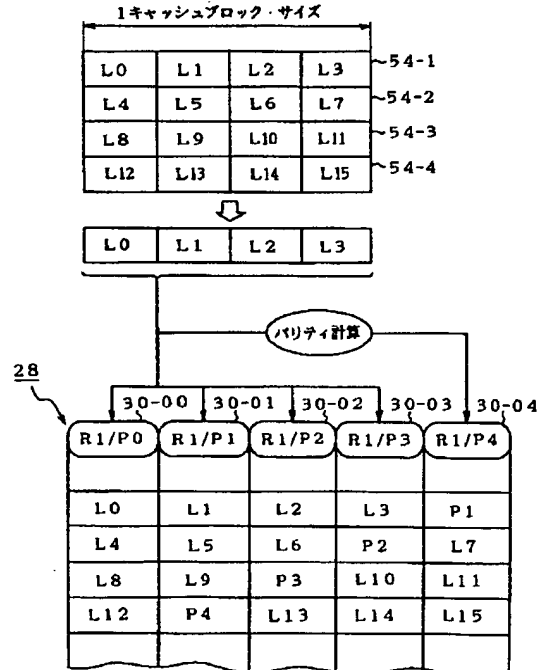 1キャッシュブロック・サイズ
L0 L1 L2 L3 54-1
L4 L5 L6 L7 54-2
L8 L9 L10 L11 54-3
L12 L13 L14 L15 54-4
L0 L1 L2 L3
パリティ計算
28
30-00 30-01 30-02 30-03 30-04
R1/P0 R1/P1 R1/P2 R1/P3 R1/P4
L0 L1 L2 L3 P1
L4 L5 L6 P2 L7
L8 L9 P3 L10 L11
L12 P4 L13 L14 L15